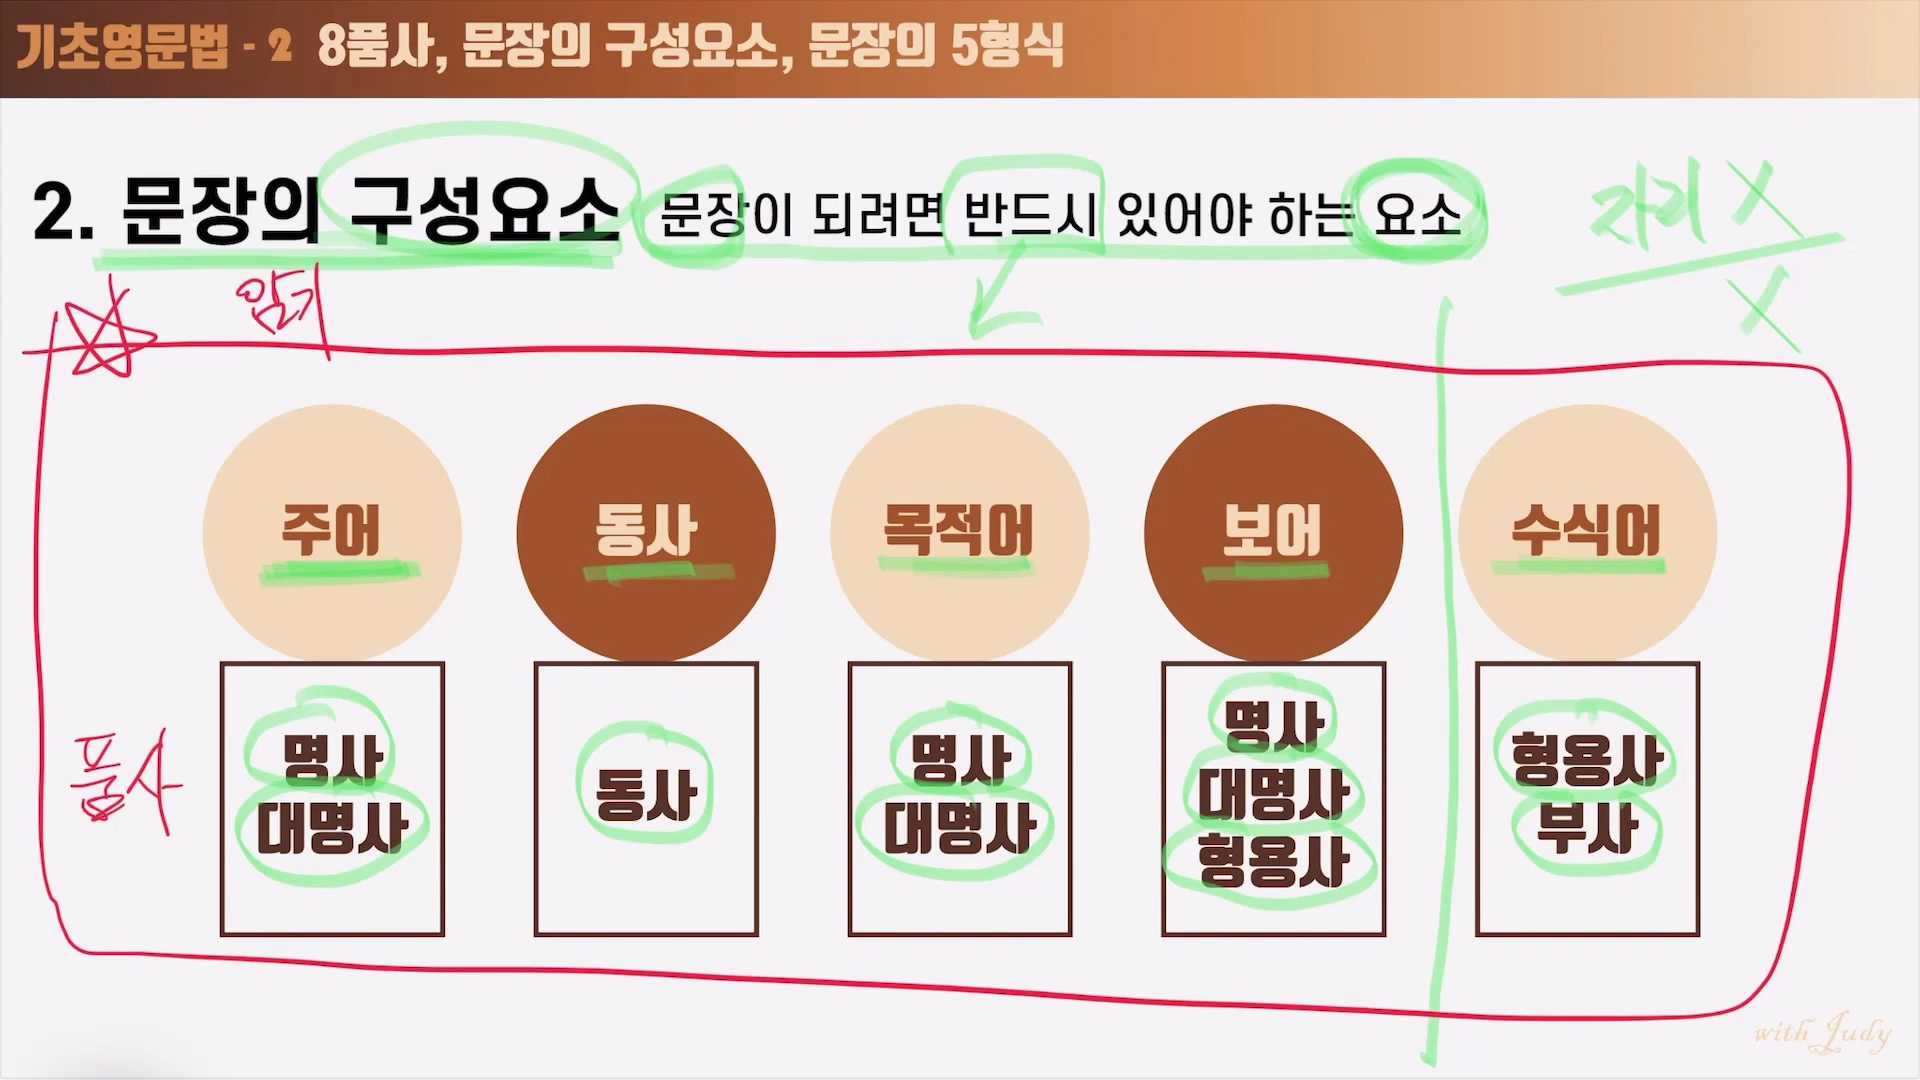 기초영문법 - 2 8품사, 문장의 구성요소, 문장의 5형식
2. 문장의 구성요소 문장이 되려면 반드시 있어야 하는 요소
자리 X
X
암기
주어 동사 목적어 보어 수식어
품사
명사
대명사
동사
명사
대명사
명사
대명사
형용사
형용사
부사
with Judy